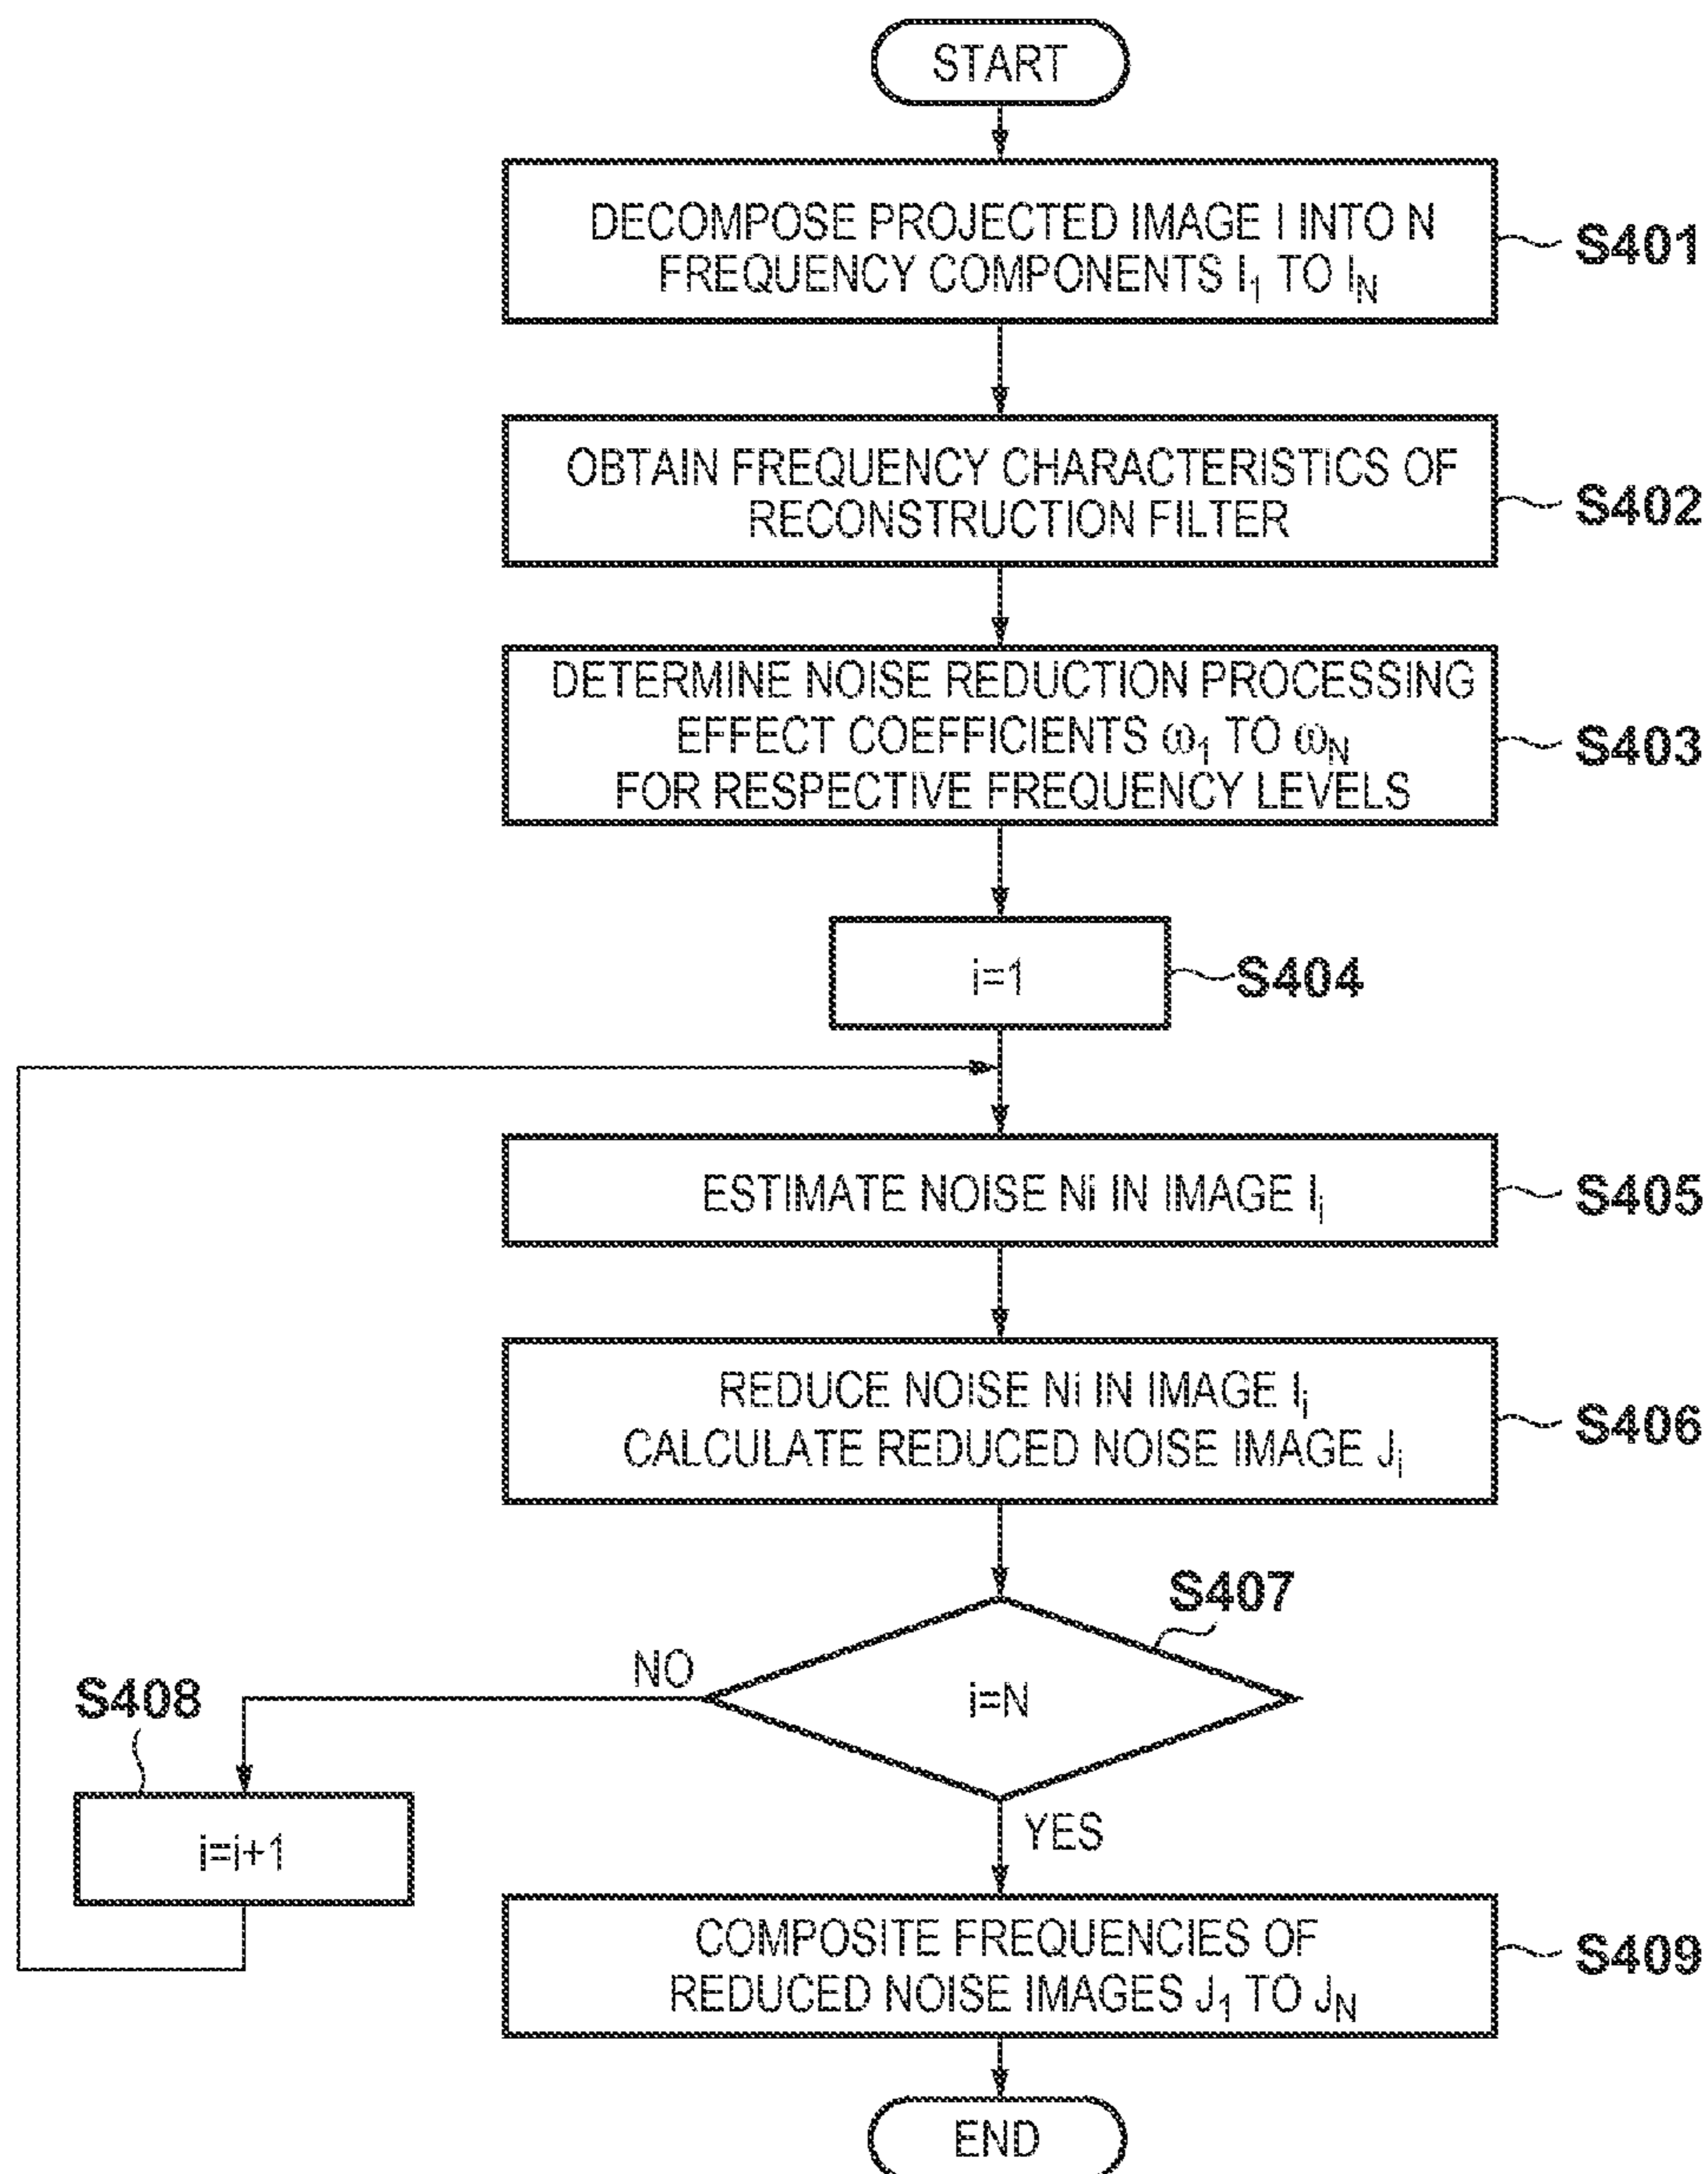 START
DECOMPOSE PROJECTED IMAGE I INTO N
FREQUENCY COMPONENTS I₁ TO I_N
S401
OBTAIN FREQUENCY CHARACTERISTICS OF
RECONSTRUCTION FILTER
S402
DETERMINE NOISE REDUCTION PROCESSING
EFFECT COEFFICIENTS ω₁ TO ω_N
FOR RESPECTIVE FREQUENCY LEVELS
S403
i=1
S404
ESTIMATE NOISE Ni IN IMAGE Iᵢ
S405
REDUCE NOISE Ni IN IMAGE Iᵢ
CALCULATE REDUCED NOISE IMAGE Jᵢ
S406
S407
i=N
NO
S408
i=i+1
YES
COMPOSITE FREQUENCIES OF
REDUCED NOISE IMAGES J₁ TO J_N
S409
END